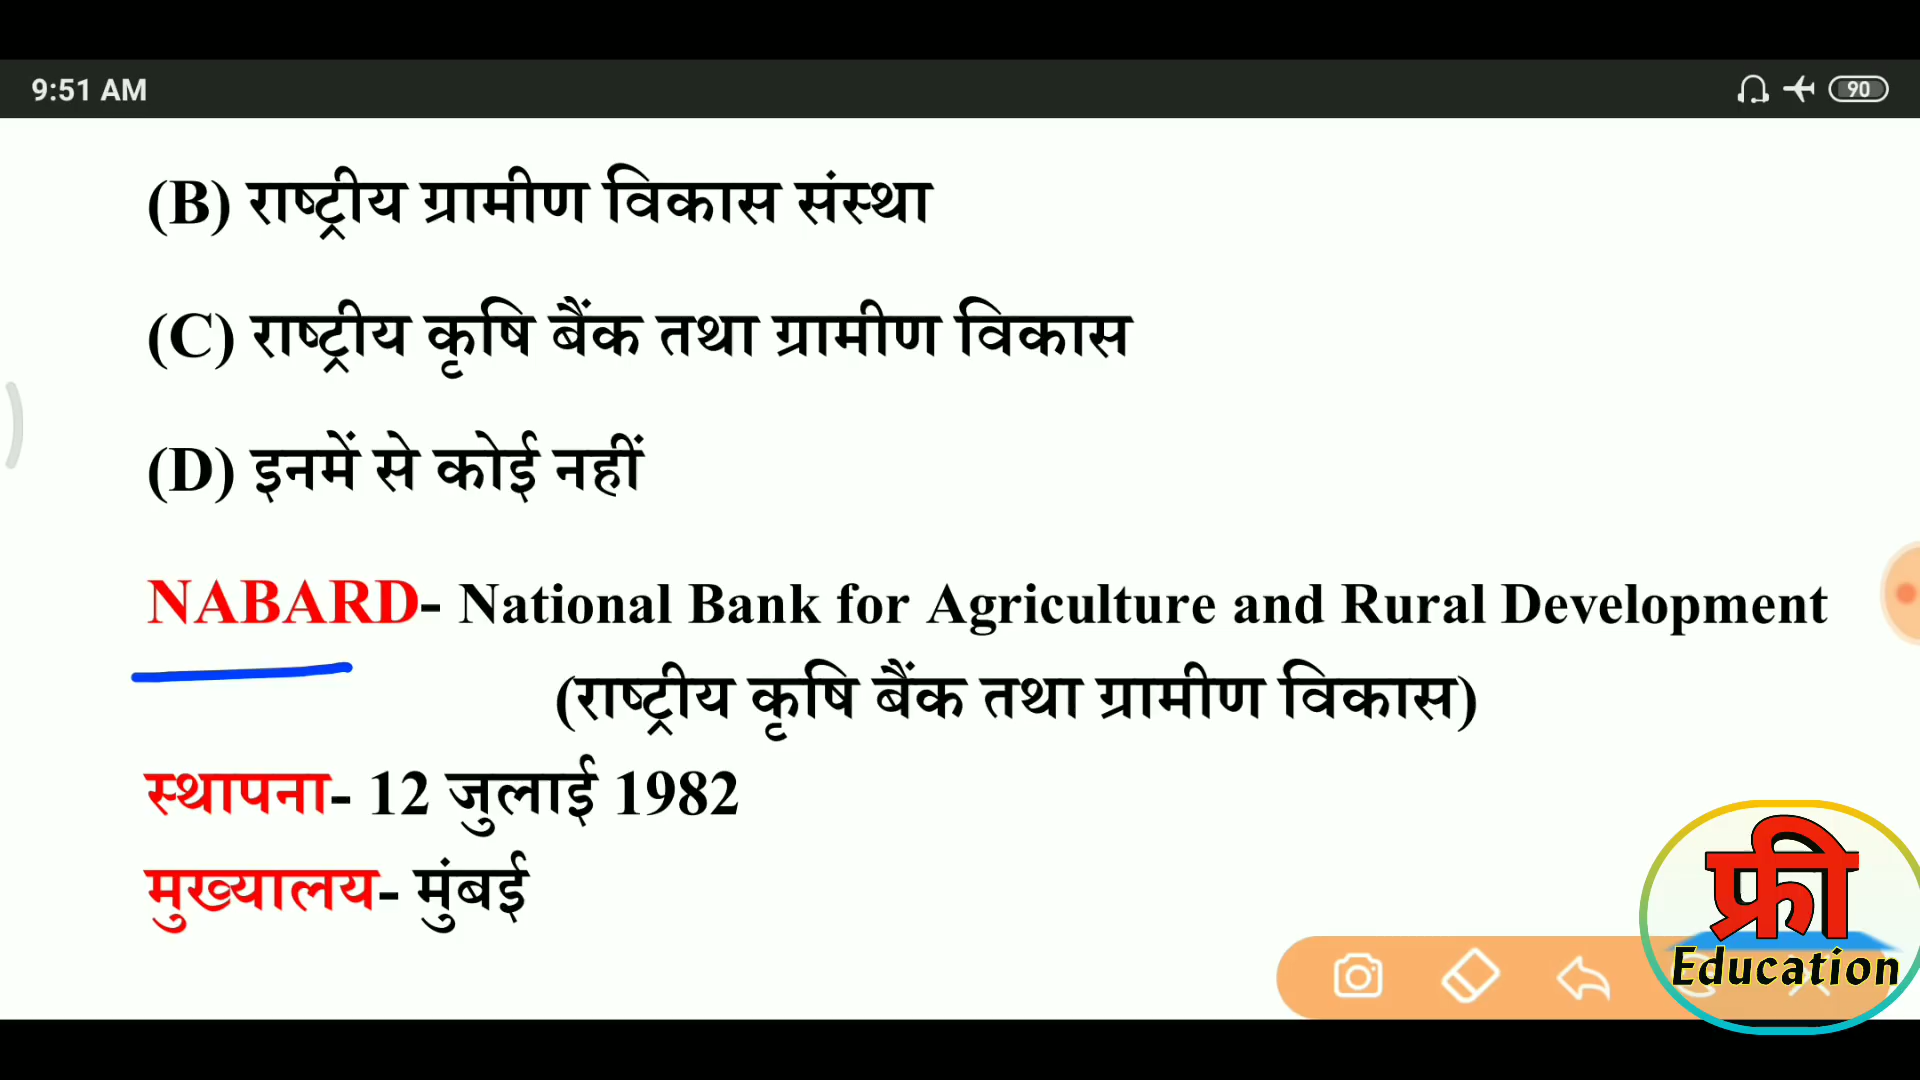 9:51 AM
90
(B) राष्ट्रीय ग्रामीण विकास संस्था
(C) राष्ट्रीय कृषि बैंक तथा ग्रामीण विकास
(D) इनमें से कोई नहीं
NABARD- National Bank for Agriculture and Rural Development
(राष्ट्रीय कृषि बैंक तथा ग्रामीण विकास)
स्थापना- 12 जुलाई 1982
मुख्यालय- मुंबई
फ्री
Education